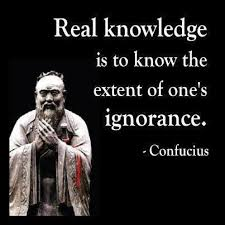 Real knowledge
is to know the
extent of one's
ignorance.
- Confucius